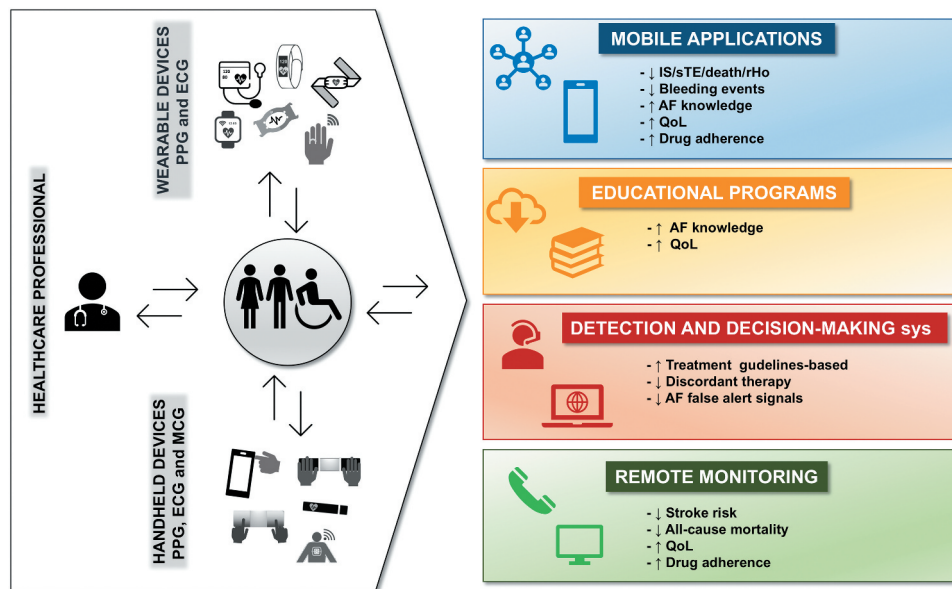 HEALTHCARE PROFESSIONAL
WEARABLE DEVICES
PPG and ECG
120
80
HANDHELD DEVICES
PPG, ECG and MCG
MOBILE APPLICATIONS
- ↓ IS/sTE/death/rHo
- ↓ Bleeding events
- ↑ AF knowledge
- ↑ QoL
- ↑ Drug adherence
EDUCATIONAL PROGRAMS
- ↑ AF knowledge
- ↑ QoL
DETECTION AND DECISION-MAKING sys
- ↑ Treatment gudelines-based
- ↓ Discordant therapy
- ↓ AF false alert signals
REMOTE MONITORING
- ↓ Stroke risk
- ↓ All-cause mortality
- ↑ QoL
- ↑ Drug adherence